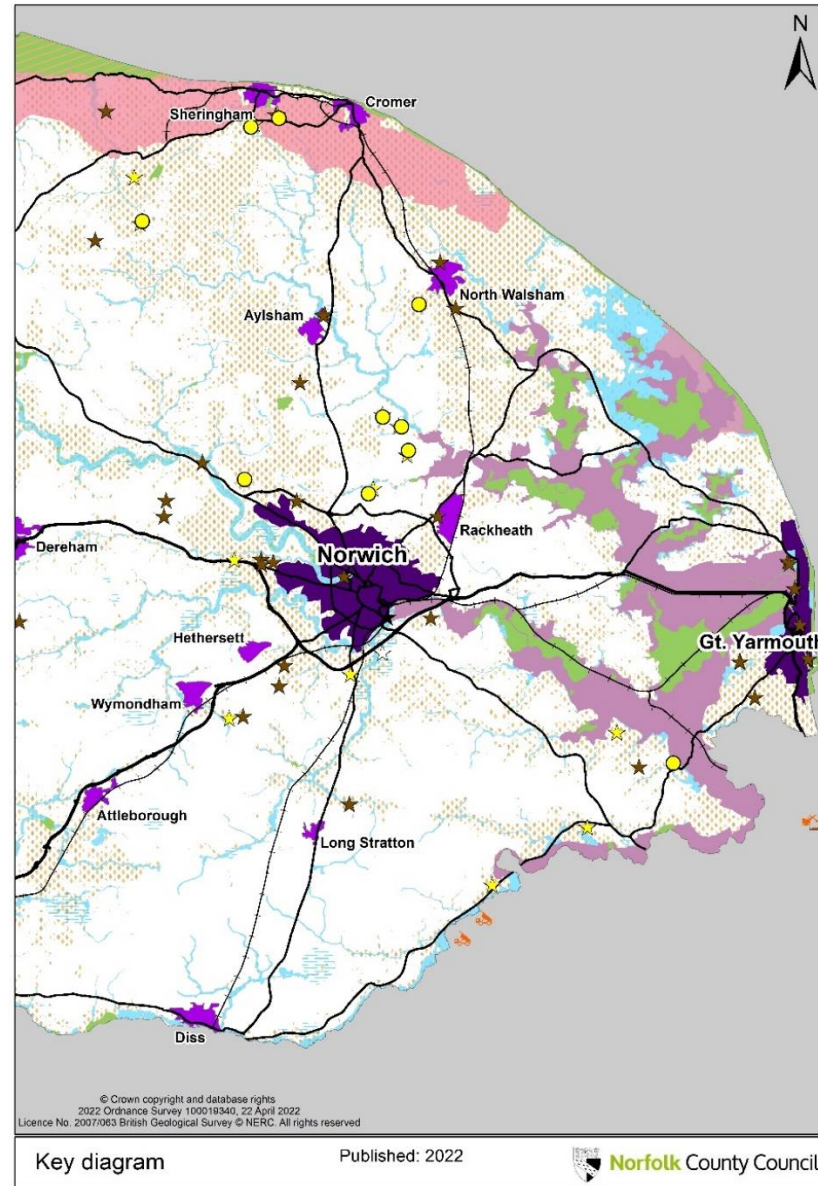 N
Sheringham
Cromer
North Walsham
Aylsham
Dereham
Norwich
Rackheath
Hethersett
Gt. Yarmouth
Wymondham
Attleborough
Long Stratton
Diss
© Crown copyright and database rights
2022 Ordnance Survey 100019340, 22 April 2022
Licence No. 2007/063 British Geological Survey © NERC. All rights reserved
Key diagram
Published: 2022
Norfolk County Council